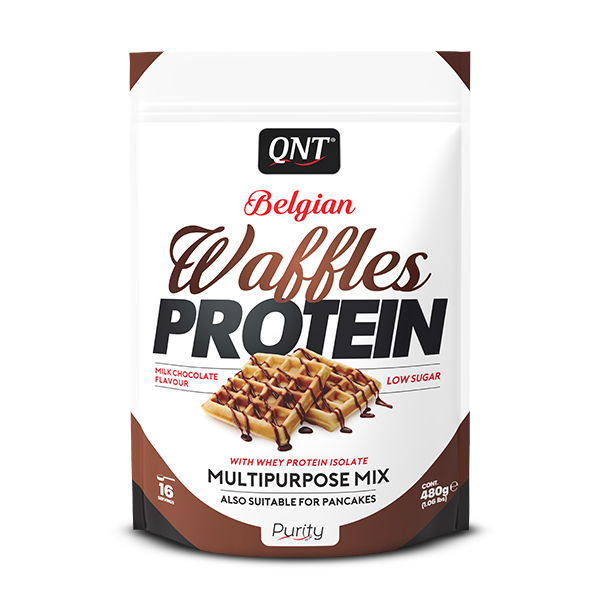 QNT®
Belgian
Waffles
PROTEIN
MILK CHOCOLATE
FLAVOUR
LOW SUGAR
WITH WHEY PROTEIN ISOLATE
MULTIPURPOSE MIX
ALSO SUITABLE FOR PANCAKES
16
SERVINGS
CONT.
480g℮
(1.06 lbs)
Purity